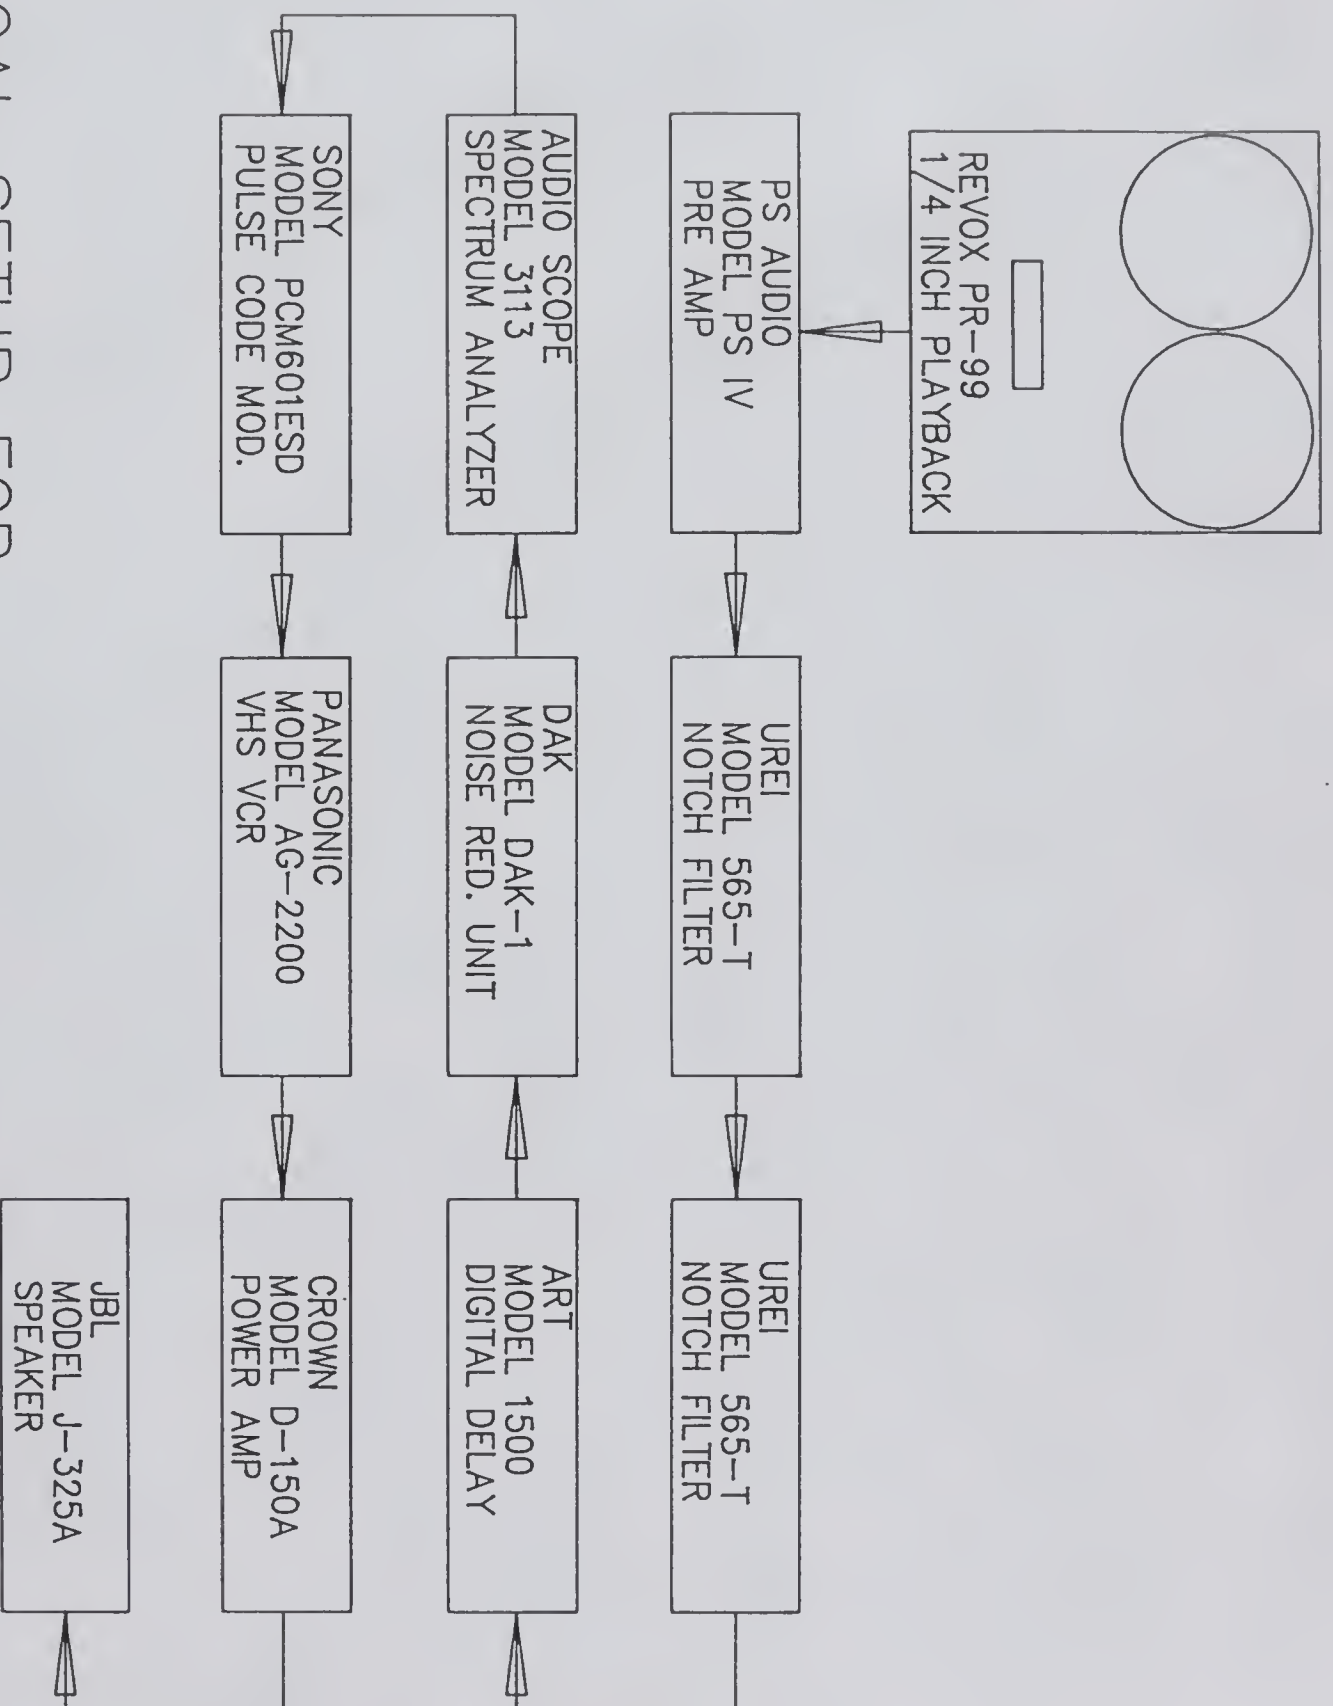 REVOX PR-99
1/4 INCH PLAYBACK
PS AUDIO
MODEL PS IV
PRE AMP
UREI
MODEL 565-T
NOTCH FILTER
UREI
MODEL 565-T
NOTCH FILTER
AUDIO SCOPE
MODEL 3113
SPECTRUM ANALYZER
DAK
MODEL DAK-1
NOISE RED. UNIT
ART
MODEL 1500
DIGITAL DELAY
SONY
MODEL PCM601ESD
PULSE CODE MOD.
PANASONIC
MODEL AG-2200
VHS VCR
CROWN
MODEL D-150A
POWER AMP
JBL
MODEL J-325A
SPEAKER